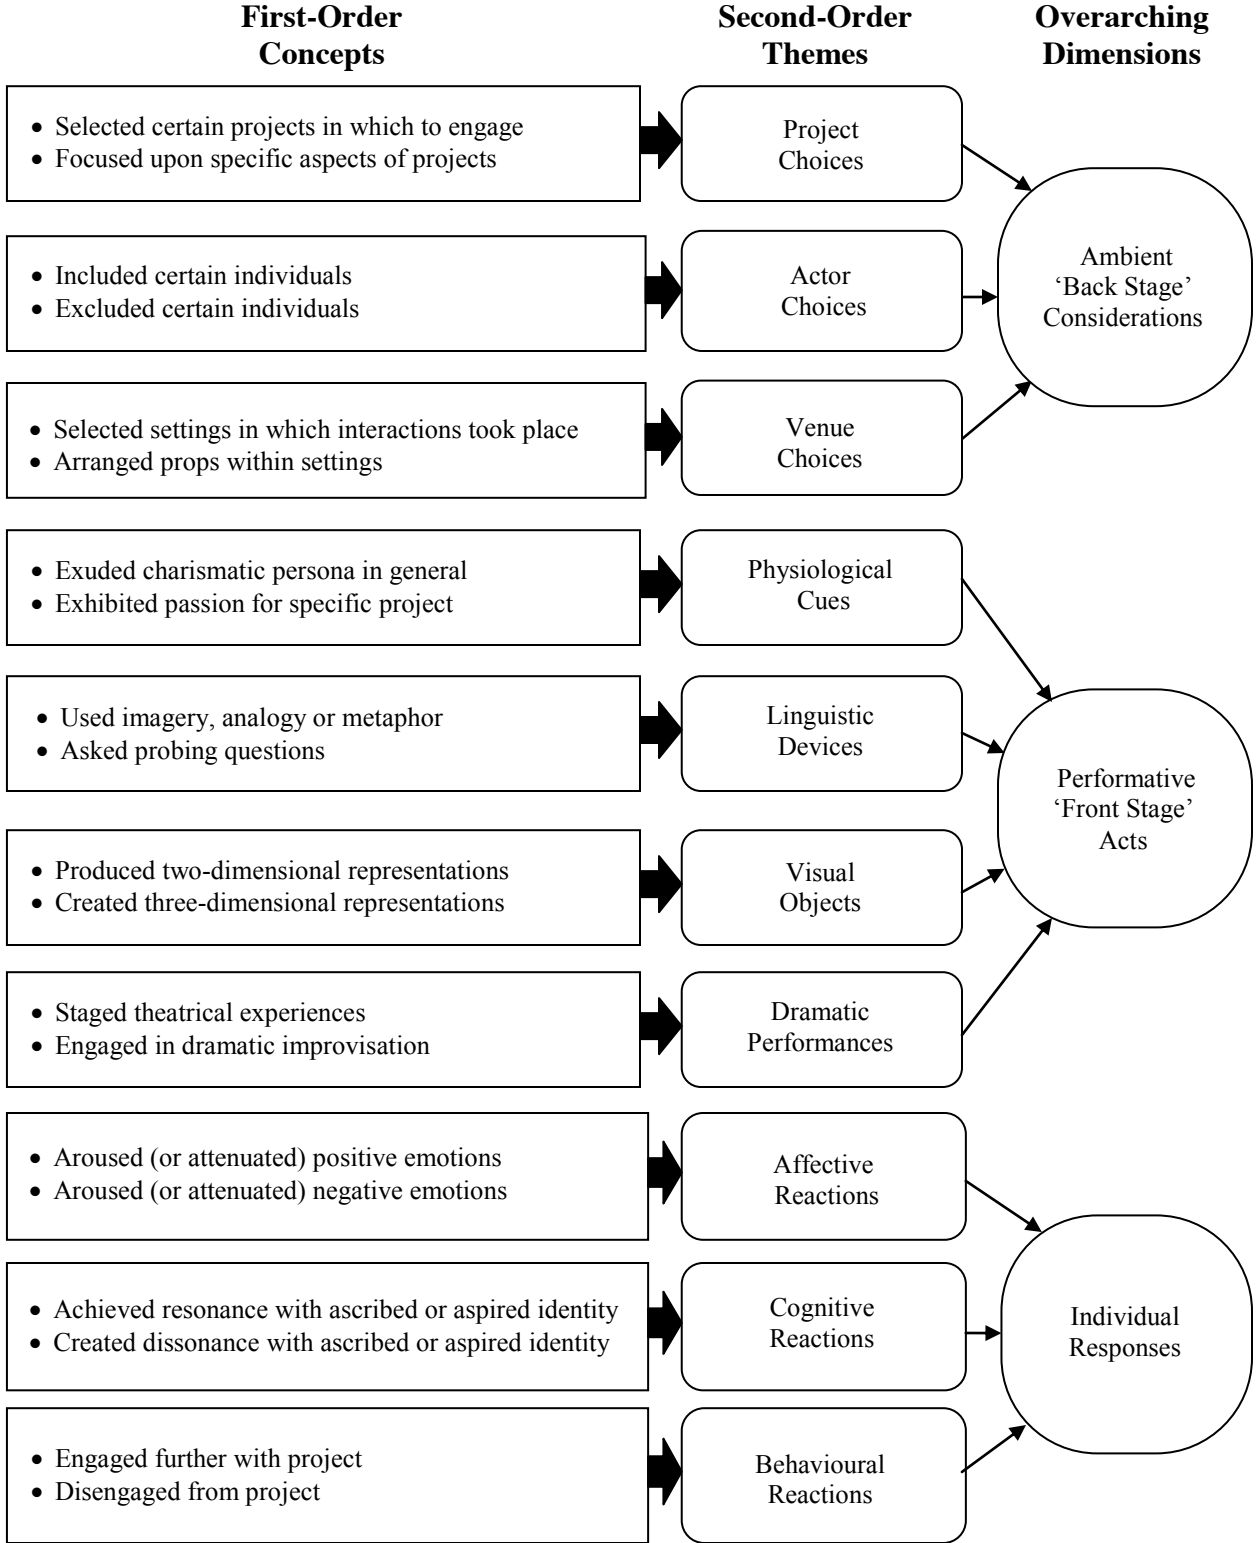 First-Order
Concepts
Second-Order
Themes
Overarching
Dimensions
• Selected certain projects in which to engage
• Focused upon specific aspects of projects
Project
Choices
• Included certain individuals
• Excluded certain individuals
Actor
Choices
• Selected settings in which interactions took place
• Arranged props within settings
Venue
Choices
Ambient
‘Back Stage’
Considerations
• Exuded charismatic persona in general
• Exhibited passion for specific project
Physiological
Cues
• Used imagery, analogy or metaphor
• Asked probing questions
Linguistic
Devices
• Produced two-dimensional representations
• Created three-dimensional representations
Visual
Objects
• Staged theatrical experiences
• Engaged in dramatic improvisation
Dramatic
Performances
Performative
‘Front Stage’
Acts
• Aroused (or attenuated) positive emotions
• Aroused (or attenuated) negative emotions
Affective
Reactions
• Achieved resonance with ascribed or aspired identity
• Created dissonance with ascribed or aspired identity
Cognitive
Reactions
• Engaged further with project
• Disengaged from project
Behavioural
Reactions
Individual
Responses